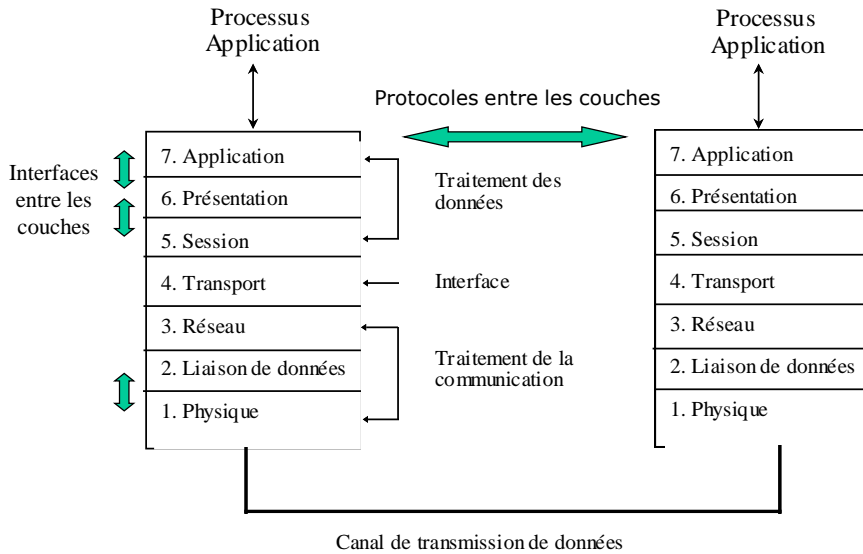 Processus
Application
Processus
Application
Protocoles entre les couches
Interfaces
entre les
couches
7. Application
6. Présentation
5. Session
4. Transport
3. Réseau
2. Liaison de données
1. Physique
Traitement des
données
Interface
Traitement de la
communication
7. Application
6. Présentation
5. Session
4. Transport
3. Réseau
2. Liaison de données
1. Physique
Canal de transmission de données